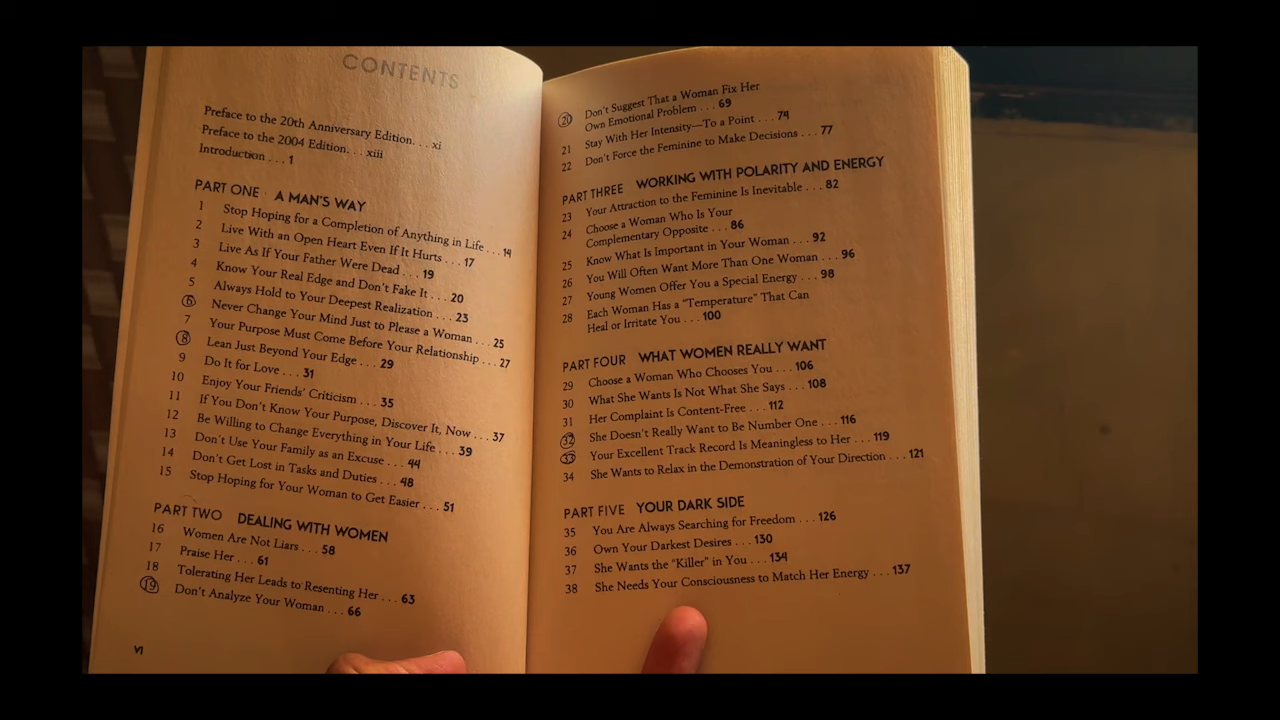 CONTENTS
Preface to the 20th Anniversary Edition. . . xi
Preface to the 2004 Edition. . . xiii
Introduction . . . 1
PART ONE A MAN'S WAY
1 Stop Hoping for a Completion of Anything in Life . . . 14
2 Live With an Open Heart Even If It Hurts . . . 17
3 Live As If Your Father Were Dead . . . 19
4 Know Your Real Edge and Don't Fake It . . . 20
5 Always Hold to Your Deepest Realization . . . 23
6 Never Change Your Mind Just to Please a Woman . . . 25
7 Your Purpose Must Come Before Your Relationship . . . 27
8 Lean Just Beyond Your Edge . . . 29
9 Do It for Love . . . 31
10 Enjoy Your Friends' Criticism . . . 35
11 If You Don't Know Your Purpose, Discover It, Now . . . 37
12 Be Willing to Change Everything in Your Life . . . 39
13 Don't Use Your Family as an Excuse . . . 44
14 Don't Get Lost in Tasks and Duties . . . 48
15 Stop Hoping for Your Woman to Get Easier . . . 51
PART TWO DEALING WITH WOMEN
16 Women Are Not Liars . . . 58
17 Praise Her . . . 61
18 Tolerating Her Leads to Resenting Her . . . 63
19 Don't Analyze Your Woman . . . 66
VI
20 Don't Suggest That a Woman Fix Her
Own Emotional Problem . . . 69
21 Stay With Her Intensity—To a Point . . . 74
22 Don't Force the Feminine to Make Decisions . . . 77
PART THREE WORKING WITH POLARITY AND ENERGY
23 Your Attraction to the Feminine Is Inevitable . . . 82
24 Choose a Woman Who Is Your
Complementary Opposite . . . 86
25 Know What Is Important in Your Woman . . . 92
26 You Will Often Want More Than One Woman . . . 96
27 Young Women Offer You a Special Energy . . . 98
28 Each Woman Has a "Temperature" That Can
Heal or Irritate You . . . 100
PART FOUR WHAT WOMEN REALLY WANT
29 Choose a Woman Who Chooses You . . . 106
30 What She Wants Is Not What She Says . . . 108
31 Her Complaint Is Content-Free . . . 112
32 She Doesn't Really Want to Be Number One . . . 116
33 Your Excellent Track Record Is Meaningless to Her . . . 119
34 She Wants to Relax in the Demonstration of Your Direction . . . 121
PART FIVE YOUR DARK SIDE
35 You Are Always Searching for Freedom . . . 126
36 Own Your Darkest Desires . . . 130
37 She Wants the "Killer" in You . . . 134
38 She Needs Your Consciousness to Match Her Energy . . . 137